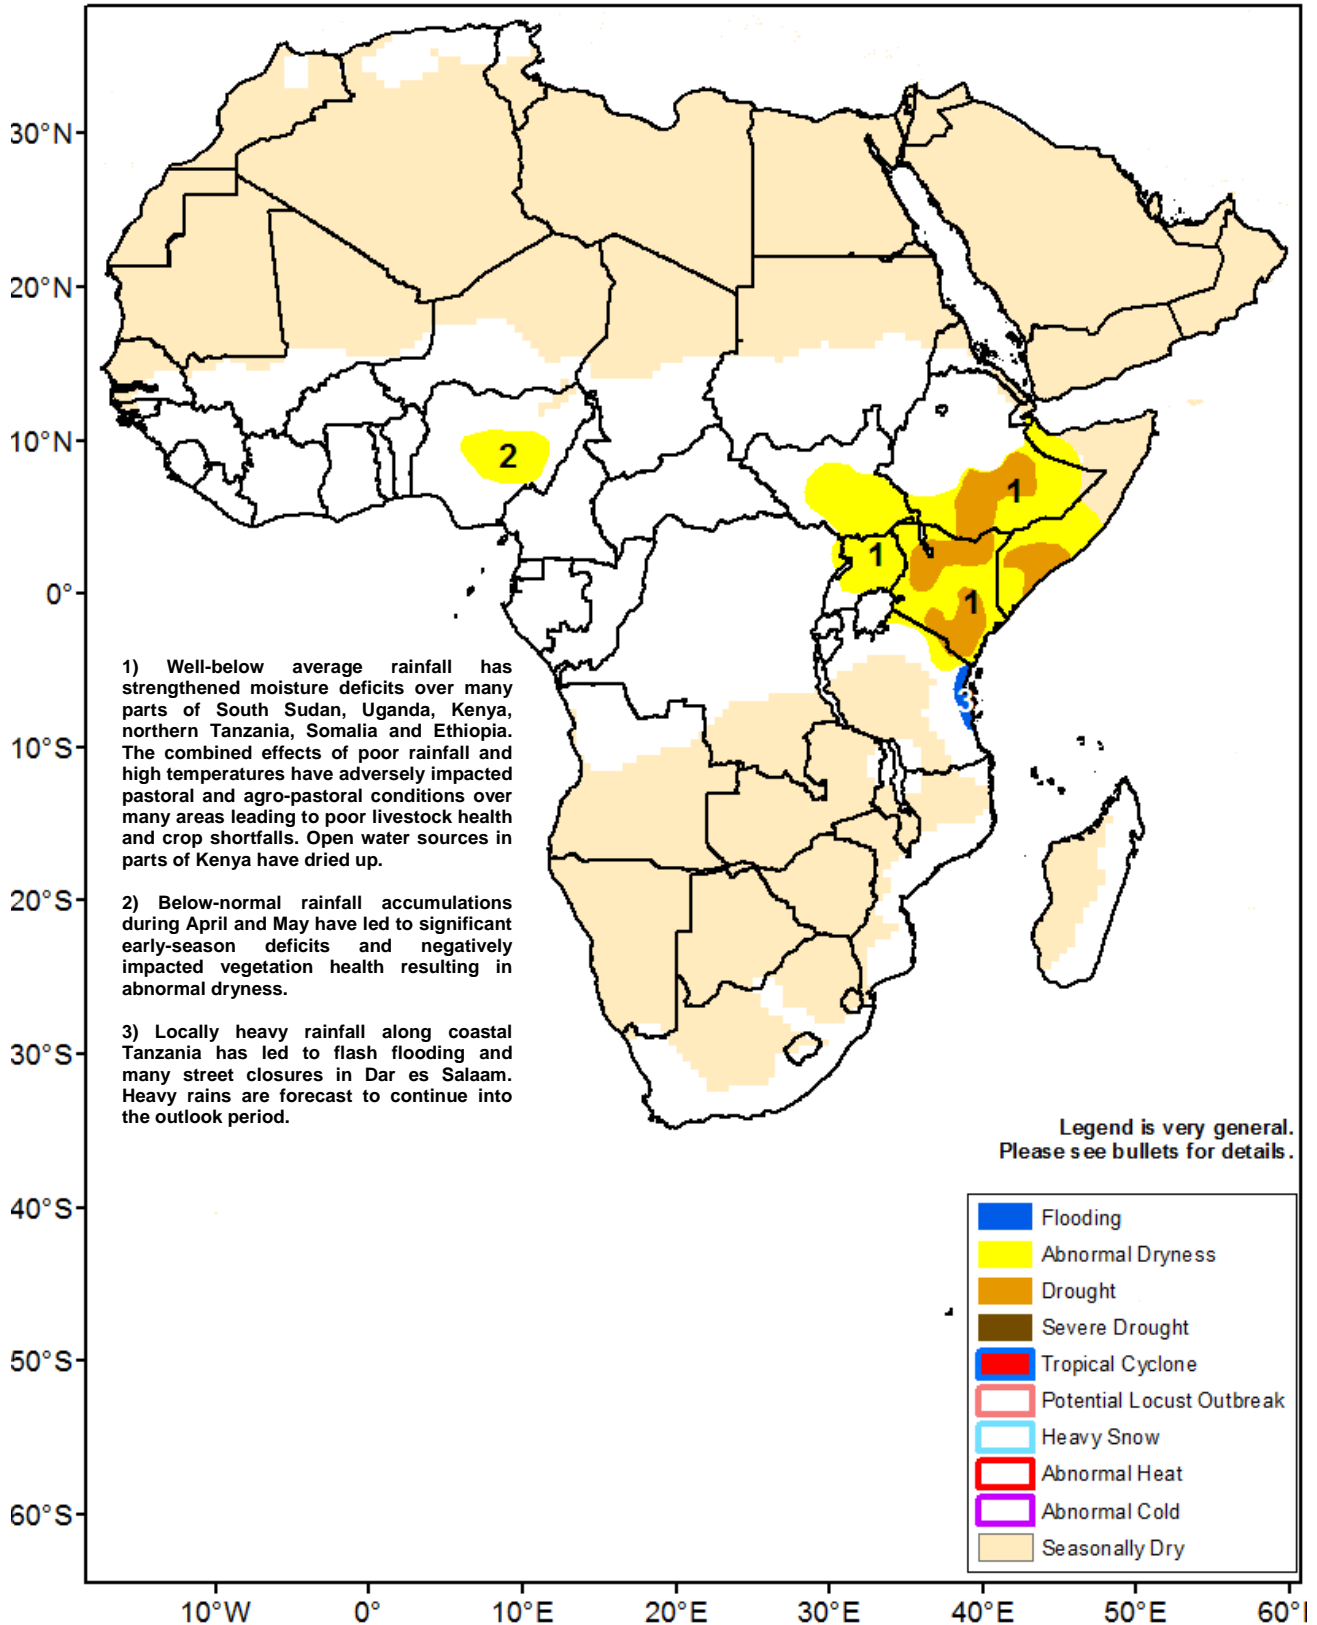 30°N
20°N
10°N
0°
10°S
20°S
30°S
40°S
50°S
60°S
2
1
1
1
3
1) Well-below average rainfall has
strengthened moisture deficits over many
parts of South Sudan, Uganda, Kenya,
northern Tanzania, Somalia and Ethiopia.
The combined effects of poor rainfall and
high temperatures have adversely impacted
pastoral and agro-pastoral conditions over
many areas leading to poor livestock health
and crop shortfalls. Open water sources in
parts of Kenya have dried up.
2) Below-normal rainfall accumulations
during April and May have led to significant
early-season deficits and negatively
impacted vegetation health resulting in
abnormal dryness.
3) Locally heavy rainfall along coastal
Tanzania has led to flash flooding and
many street closures in Dar es Salaam.
Heavy rains are forecast to continue into
the outlook period.
Legend is very general.
Please see bullets for details.
Flooding
Abnormal Dryness
Drought
Severe Drought
Tropical Cyclone
Potential Locust Outbreak
Heavy Snow
Abnormal Heat
Abnormal Cold
Seasonally Dry
10°W 0° 10°E 20°E 30°E 40°E 50°E 60°